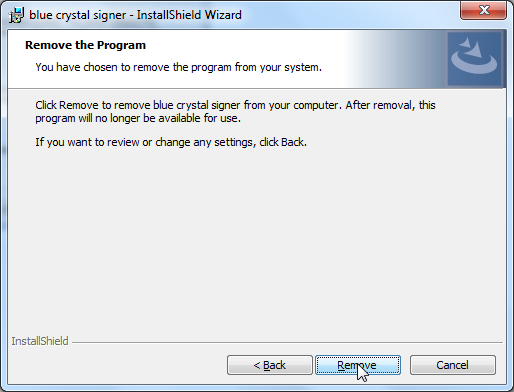 blue crystal signer - InstallShield Wizard
Remove the Program
You have chosen to remove the program from your system.
Click Remove to remove blue crystal signer from your computer. After removal, this
program will no longer be available for use.
If you want to review or change any settings, click Back.
InstallShield
< Back
Remove
Cancel